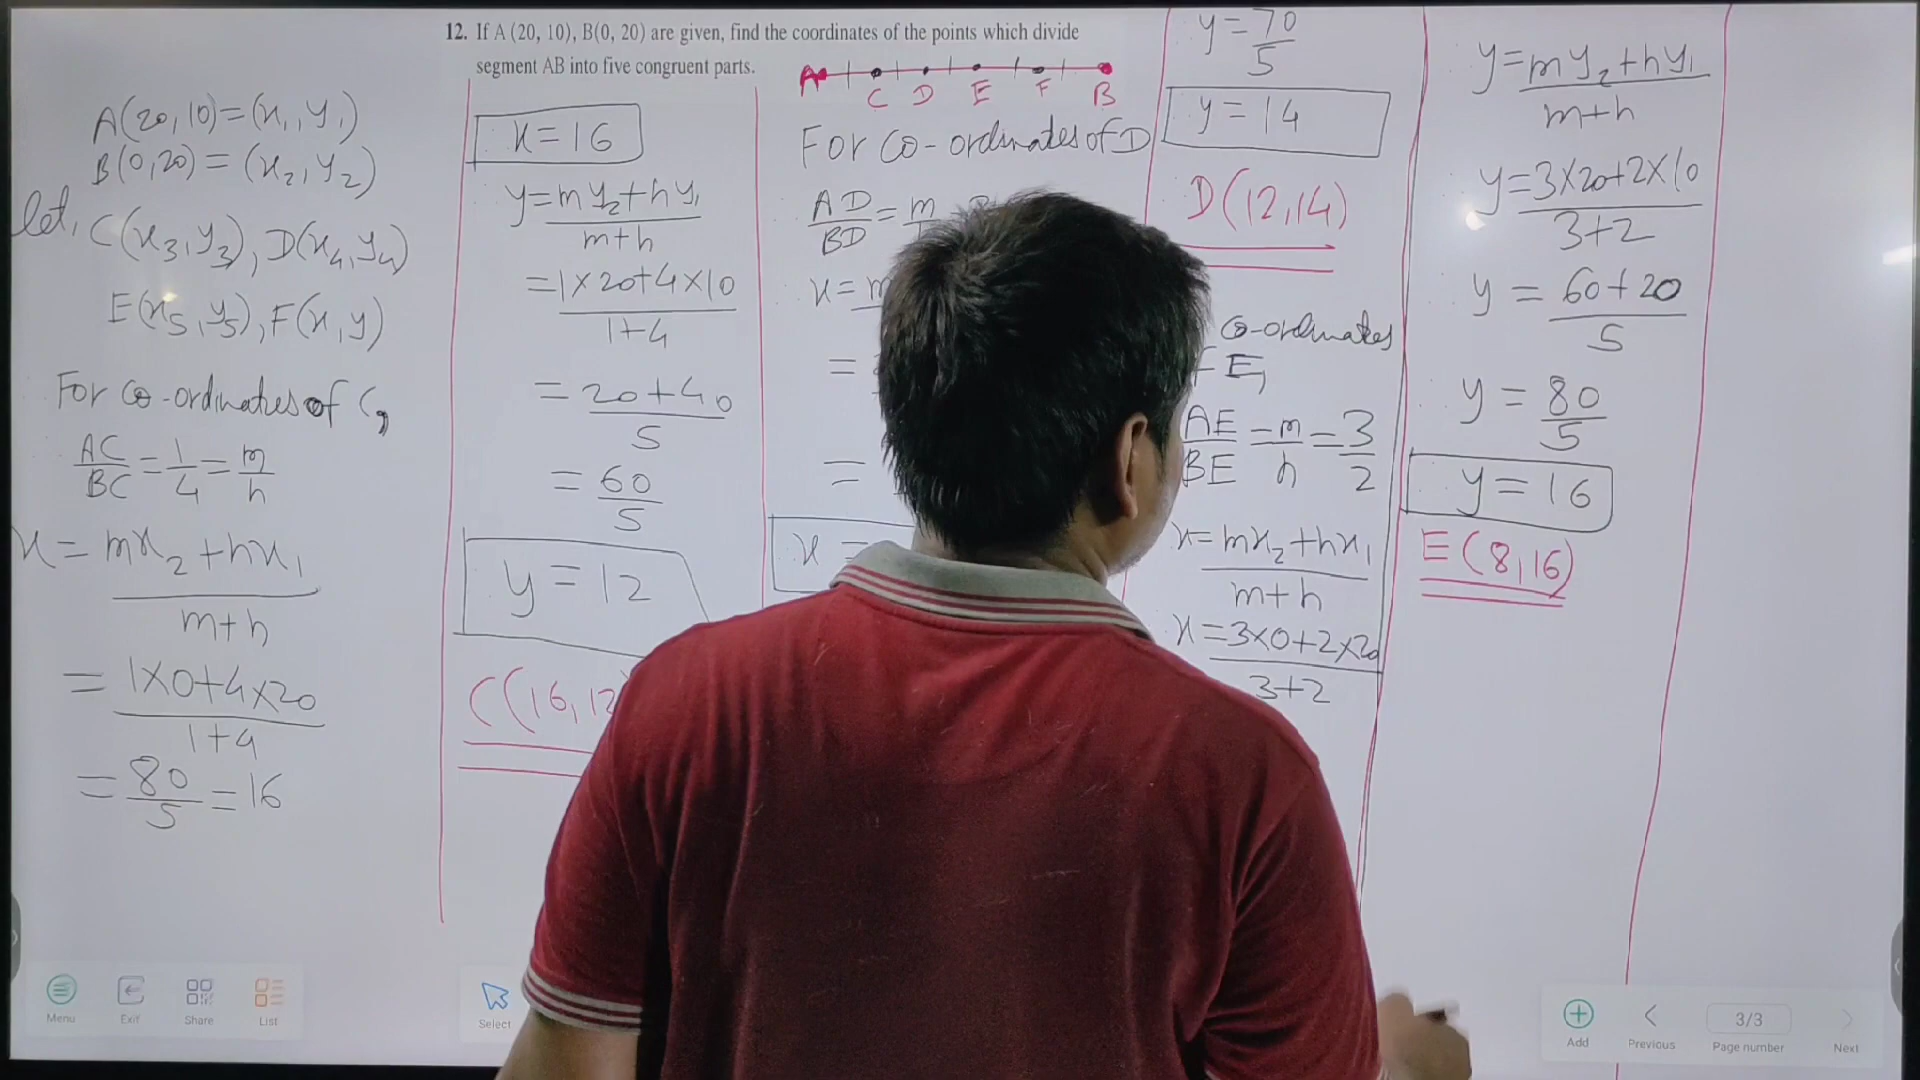 12. If A (20, 10), B(0, 20) are given, find the coordinates of the points which divide
segment AB into five congruent parts.
A C D E F B
A(20,10)=(x₁,y₁)
B(0,20)=(x₂,y₂)
let, C(x₃,y₃), D(x₄,y₄)
E(x₅,y₅), F(x,y)
For co-ordinates of C,
AC/BC = 1/4 = m/n
x = mx₂+nx₁/m+n
= 1×0+4×20/1+4
= 80/5 = 16
x=16
y=my₂+ny₁/m+n
=1×20+4×10/1+4
= 20+40/5
= 60/5
y=12
C(16,12
For co-ordinates of D
AD/BD = m
x=m
=
=
x =
y=70/5
y=14
D(12,14)
co-ordinates
E,
AE/BE = m/n = 3/2
x=mx₂+nx₁/m+n
x=3×0+2×20/3+2
y=my₂+ny₁/m+n
y=3×20+2×10/3+2
y = 60+20/5
y = 80/5
y=16
E(8,16)
Menu
Exit
Share
List
Select
Add
Previous
3/3
Page number
Next